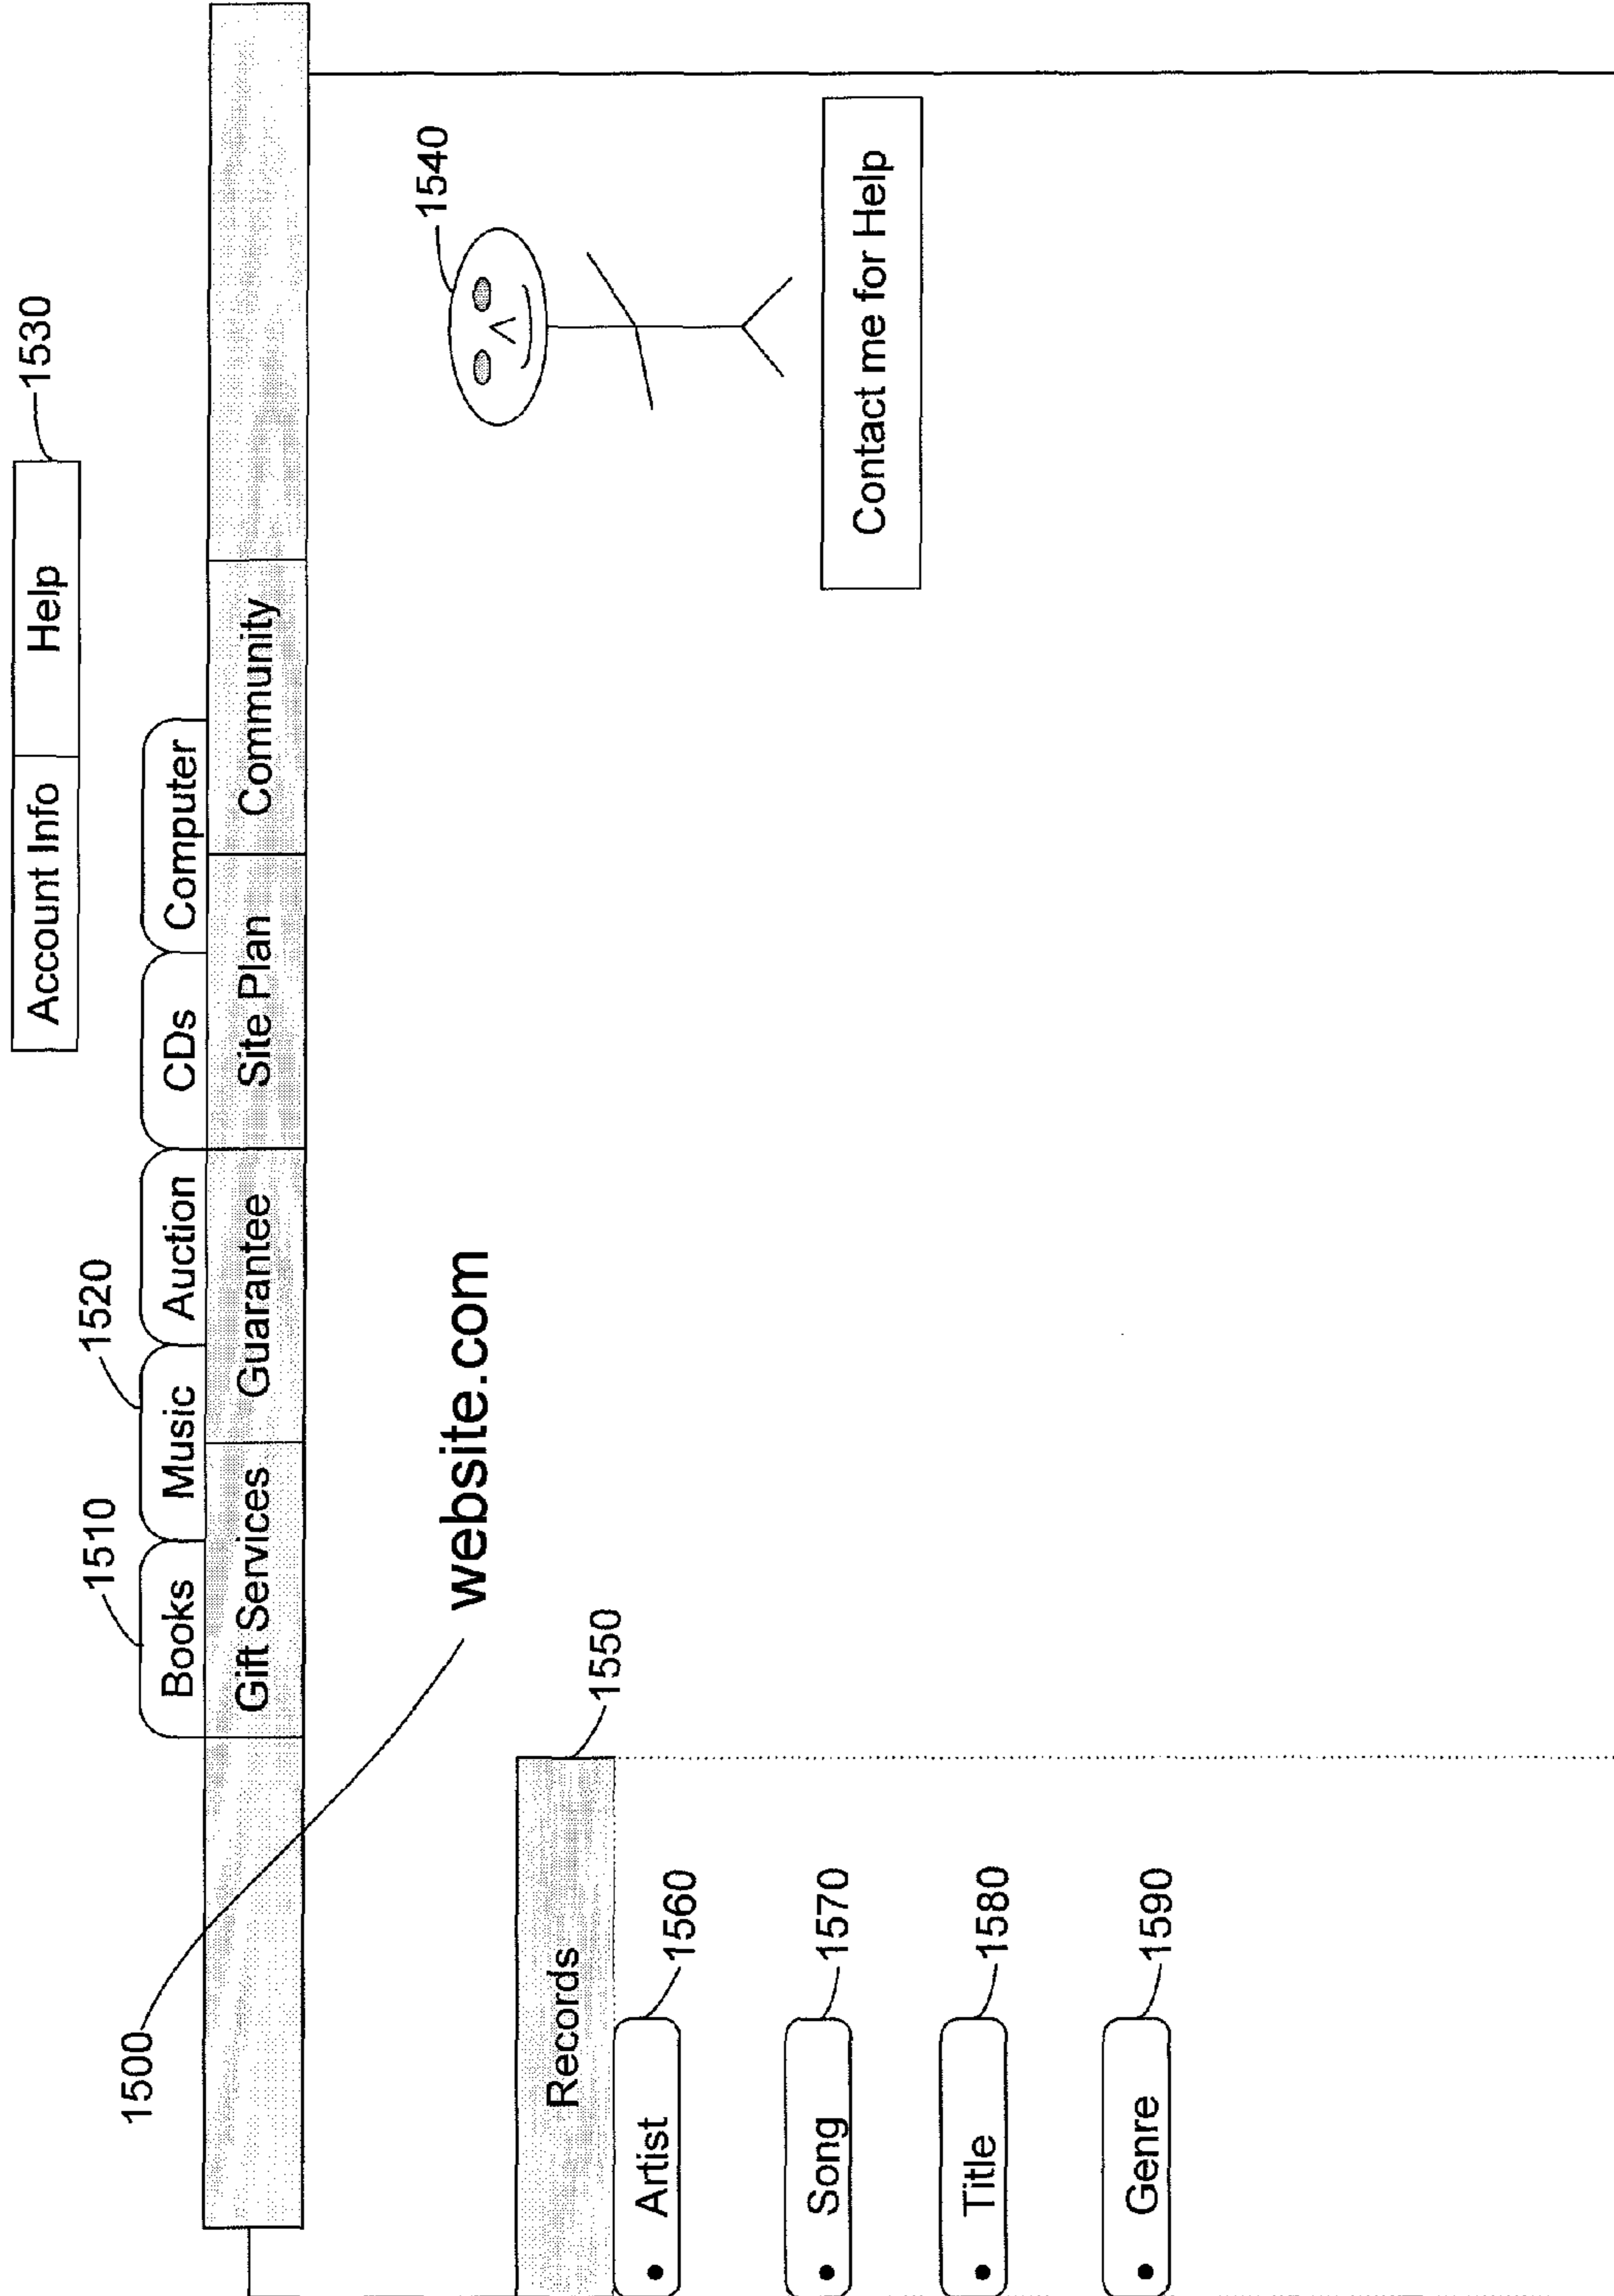 1530
Account Info Help
1510 1520
Books Music Auction CDs Computer
1500
Gift Services Guarantee Site Plan Community
1540
website.com
Records
1550
• Artist
1560
• Song
1570
Contact me for Help
• Title
1580
• Genre
1590